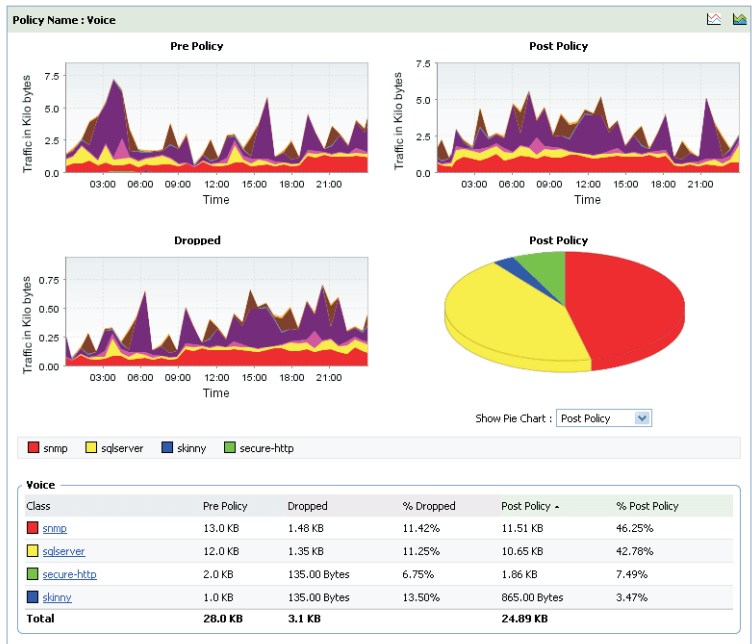 Policy Name : Voice
Pre Policy
Traffic in Kilo bytes
7.5
5.0
2.5
0.0
03:00 06:00 09:00 12:00 15:00 18:00 21:00
Time
Post Policy
Traffic in Kilo bytes
7.5
5.0
2.5
0.0
03:00 06:00 09:00 12:00 15:00 18:00 21:00
Time
Dropped
Traffic in Kilo bytes
0.75
0.50
0.25
0.00
03:00 06:00 09:00 12:00 15:00 18:00 21:00
Time
Post Policy
Show Pie Chart : Post Policy
snmp sqlserver skinny secure-http
Voice
Class Pre Policy Dropped % Dropped Post Policy % Post Policy
snmp 13.0 KB 1.48 KB 11.42% 11.51 KB 46.25%
sqlserver 12.0 KB 1.35 KB 11.25% 10.65 KB 42.78%
secure-http 2.0 KB 135.00 Bytes 6.75% 1.86 KB 7.49%
skinny 1.0 KB 135.00 Bytes 13.50% 865.00 Bytes 3.47%
Total 28.0 KB 3.1 KB 24.89 KB